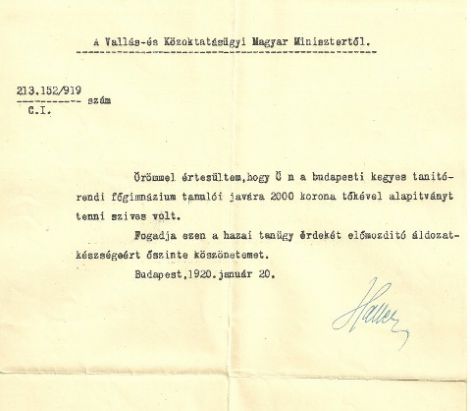 A Vallás-és Közoktatásügyi Magyar Minisztertől.
213.152/919 szám
C.I.
Örömmel értesültem,hogy Ö n a budapesti kegyes tanitó-
rendi főgimnázium tanulói javára 2000 korona tőkével alapitványt
tenni szives volt.
Fogadja ezen a hazai tanügy érdekét előmozditó áldozat-
készségeért őszinte köszönetemet.
Budapest,1920.január 20.
Haller